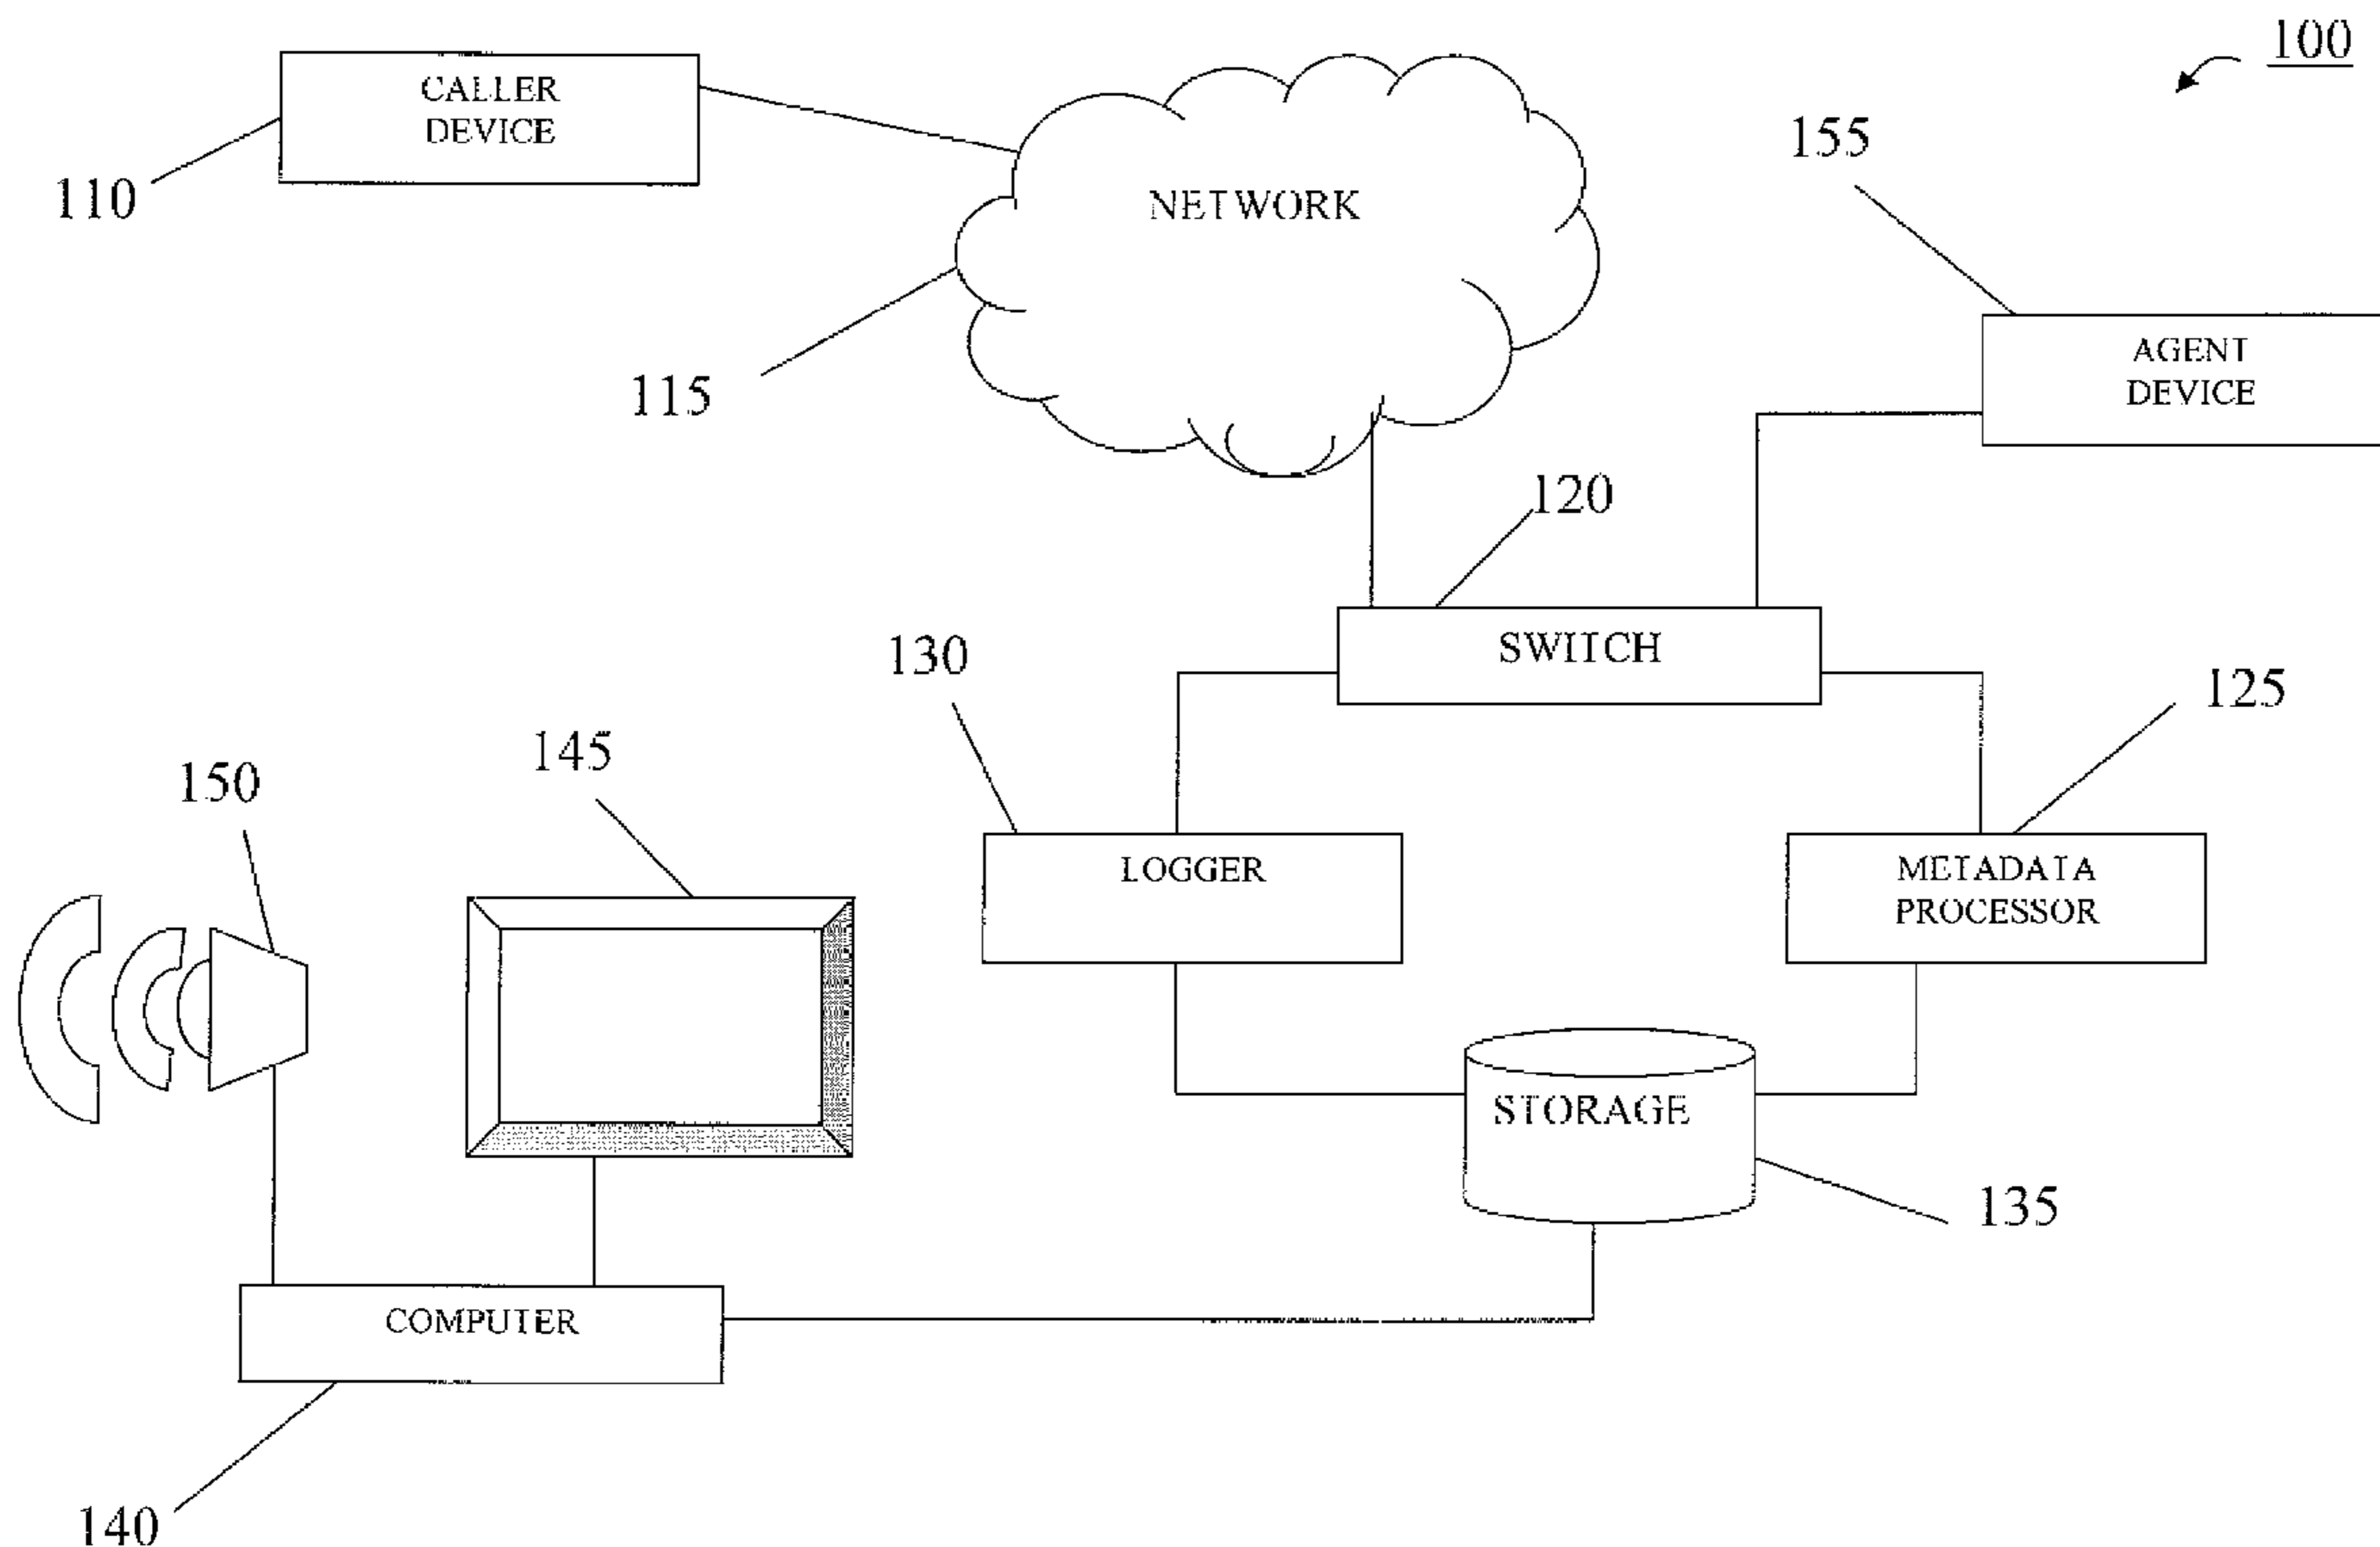 100
CALLER
DEVICE
110
NETWORK
155
115
AGENT
DEVICE
120
SWITCH
130
125
145
150
LOGGER
METADATA
PROCESSOR
STORAGE
135
COMPUTER
140